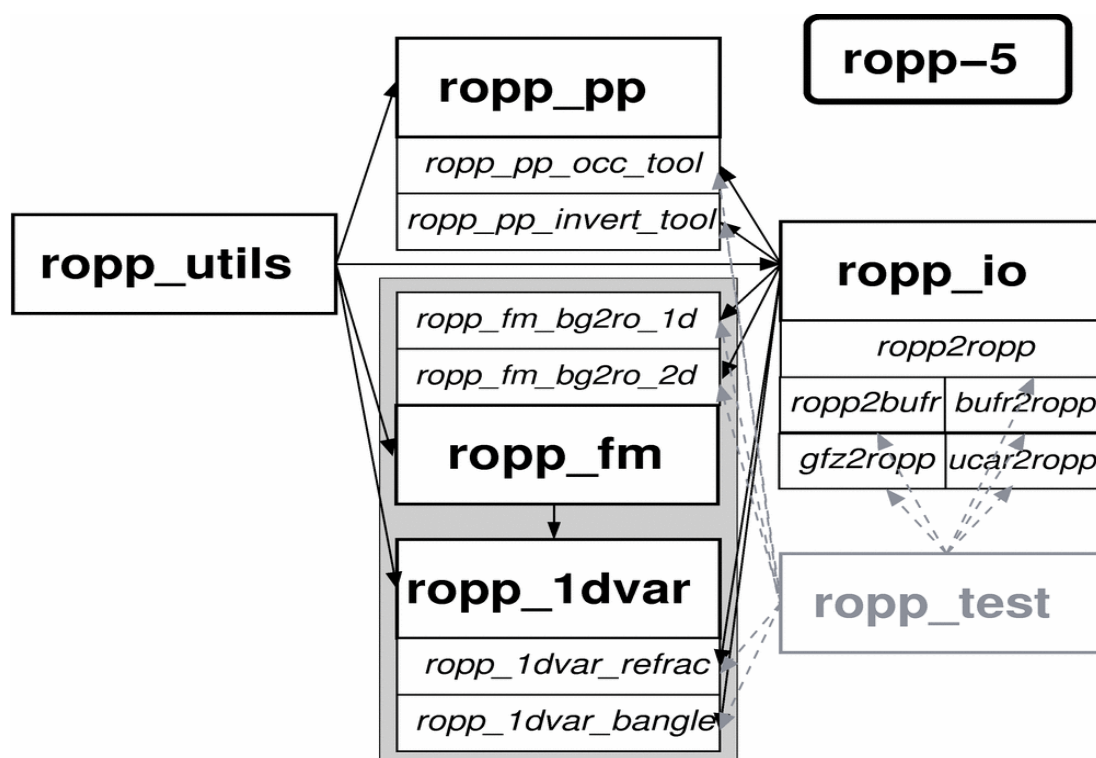 ropp–5
ropp_pp
ropp_pp_occ_tool
ropp_pp_invert_tool
ropp_utils
ropp_fm_bg2ro_1d
ropp_fm_bg2ro_2d
ropp_fm
ropp_1dvar
ropp_1dvar_refrac
ropp_1dvar_bangle
ropp_io
ropp2ropp
ropp2bufr bufr2ropp
gfz2ropp ucar2ropp
ropp_test